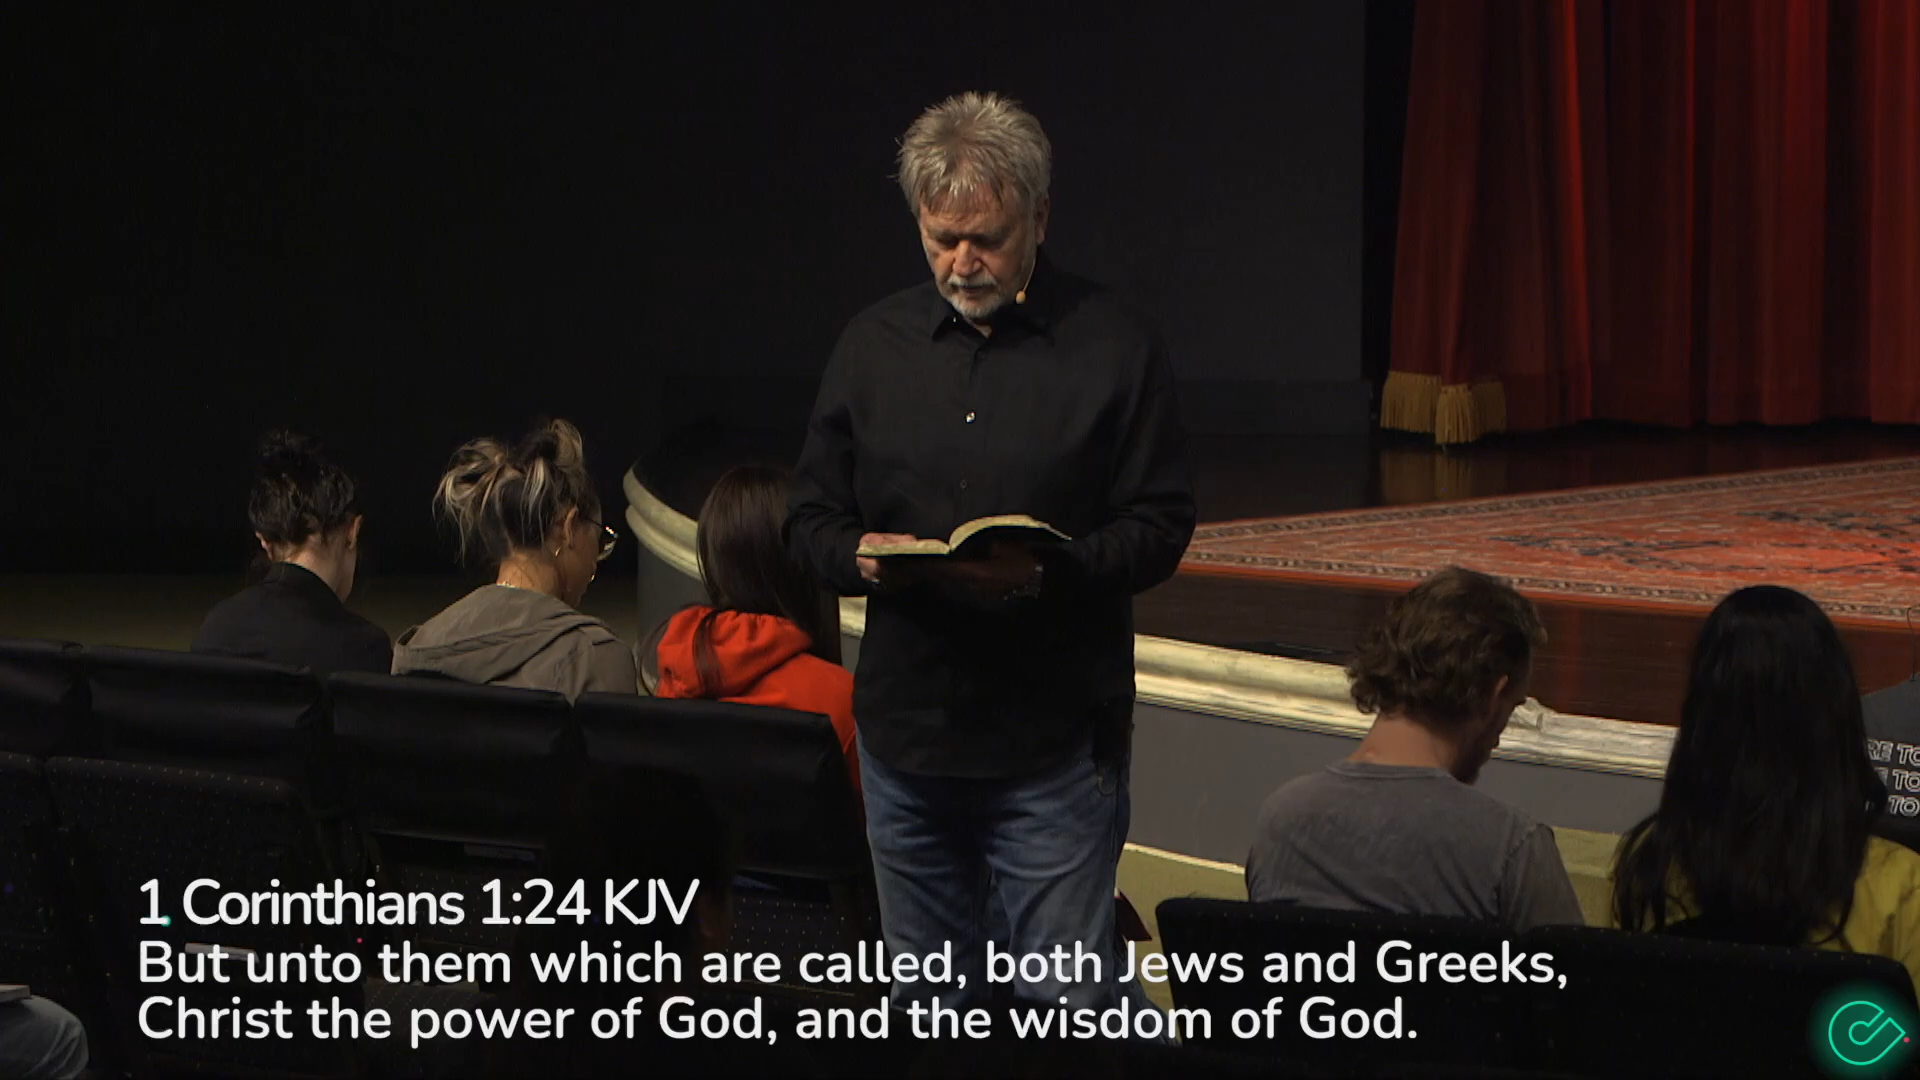 1 Corinthians 1:24 KJV
But unto them which are called, both Jews and Greeks,
Christ the power of God, and the wisdom of God.